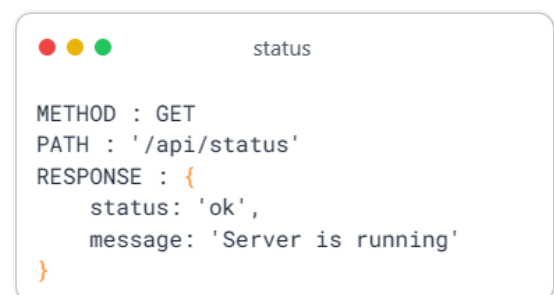 status
METHOD : GET
PATH : '/api/status'
RESPONSE : {
    status: 'ok',
    message: 'Server is running'
}